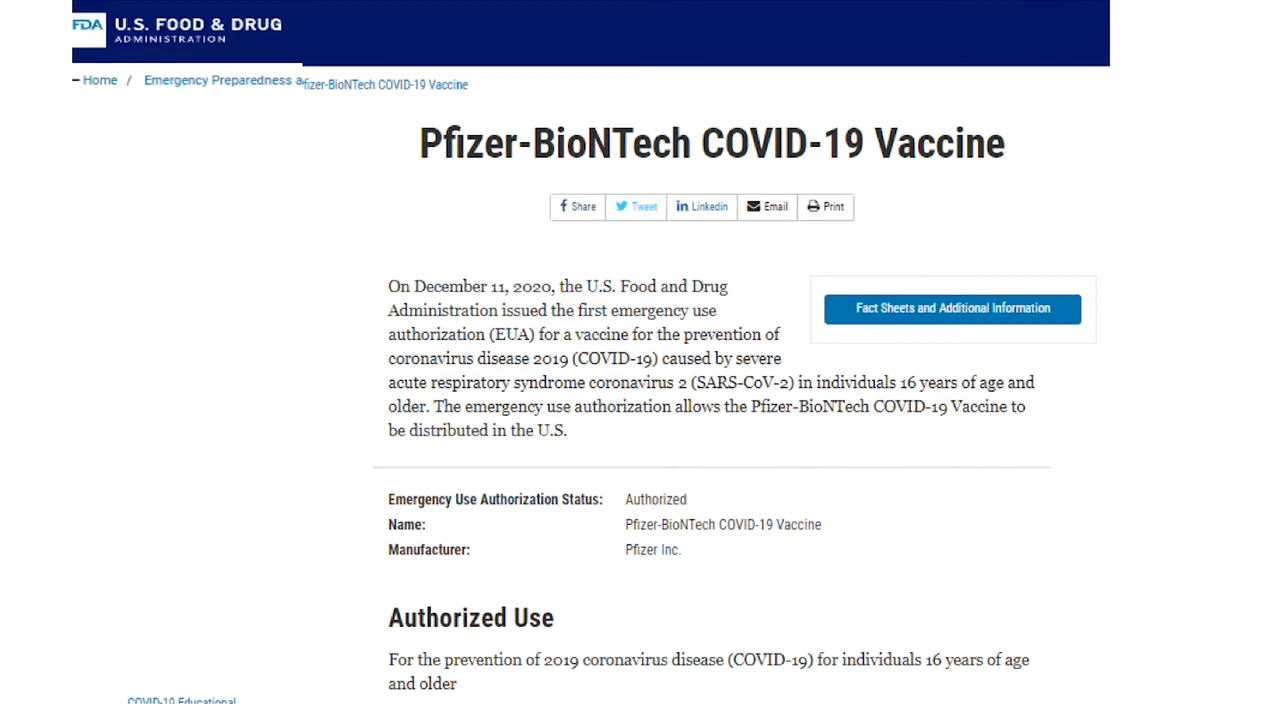 FDA U.S. FOOD & DRUG
ADMINISTRATION
Home / Emergency Preparedness a
fizer-BioNTech COVID-19 Vaccine
Pfizer-BioNTech COVID-19 Vaccine
Share Tweet in Linkedin Email Print
On December 11, 2020, the U.S. Food and Drug
Administration issued the first emergency use
authorization (EUA) for a vaccine for the prevention of
coronavirus disease 2019 (COVID-19) caused by severe
acute respiratory syndrome coronavirus 2 (SARS-CoV-2) in individuals 16 years of age and
older. The emergency use authorization allows the Pfizer-BioNTech COVID-19 Vaccine to
be distributed in the U.S.
Fact Sheets and Additional Information
Emergency Use Authorization Status: Authorized
Name: Pfizer-BioNTech COVID-19 Vaccine
Manufacturer: Pfizer Inc.
Authorized Use
For the prevention of 2019 coronavirus disease (COVID-19) for individuals 16 years of age
and older
COVID-19 Educational